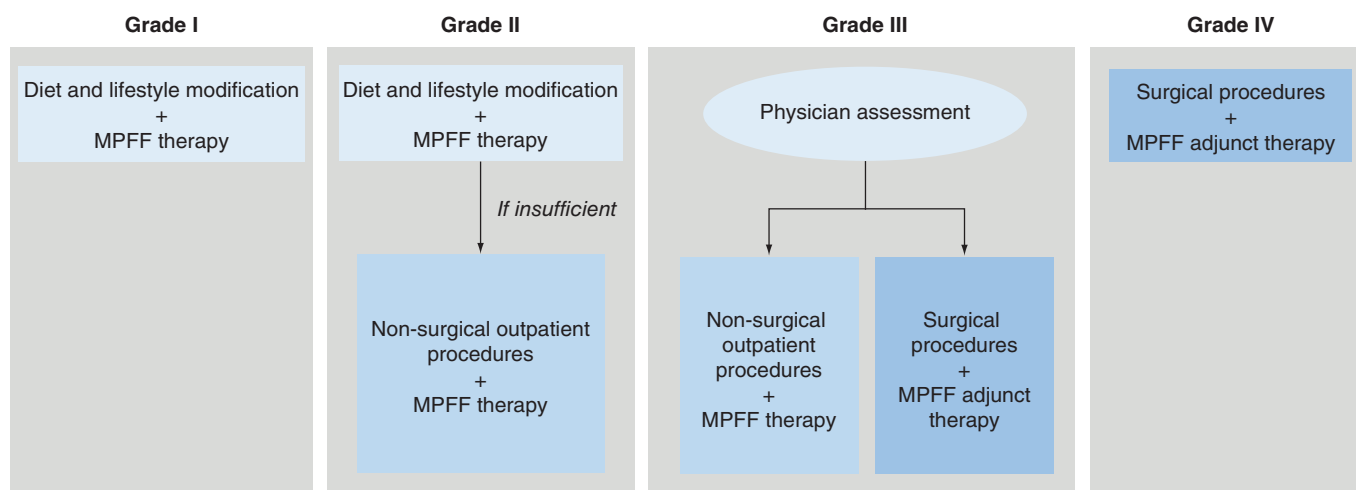 Grade I
Diet and lifestyle modification
+
MPFF therapy
Grade II
Diet and lifestyle modification
+
MPFF therapy
If insufficient
Non-surgical outpatient
procedures
+
MPFF therapy
Grade III
Physician assessment
Non-surgical
outpatient
procedures
+
MPFF therapy
Surgical
procedures
+
MPFF adjunct
therapy
Grade IV
Surgical procedures
+
MPFF adjunct therapy